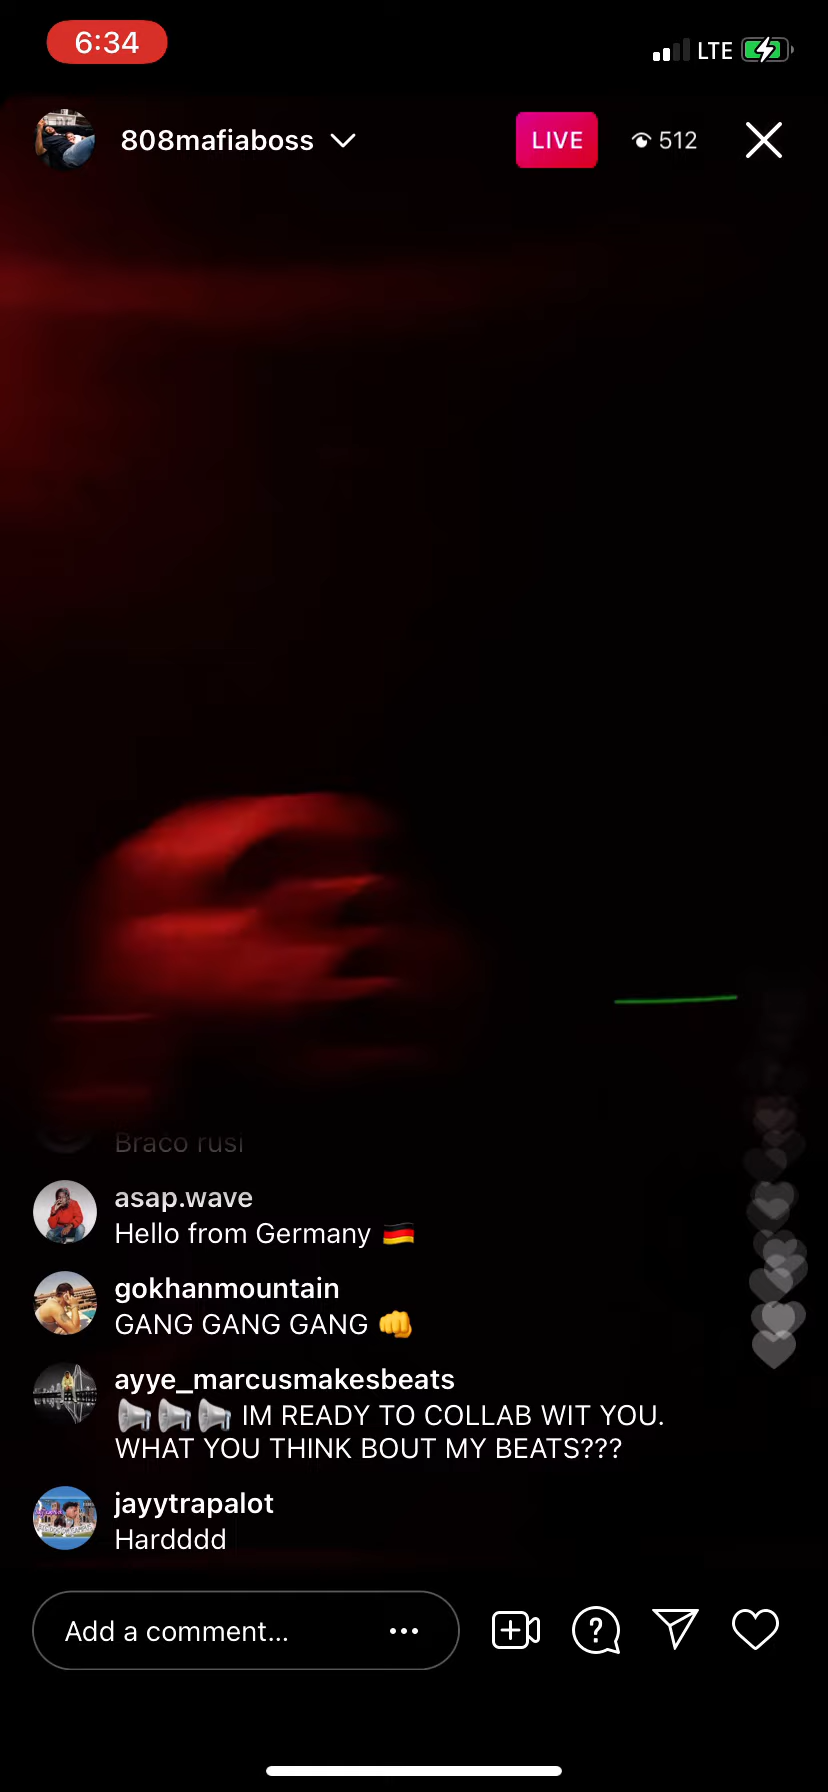 6:34
LTE
808mafiaboss
LIVE
512
Braco rusi
asap.wave
Hello from Germany 🇩🇪
gokhanmountain
GANG GANG GANG 👊
ayye_marcusmakesbeats
📢📢📢 IM READY TO COLLAB WIT YOU.
WHAT YOU THINK BOUT MY BEATS???
jayytrapalot
Hardddd
Add a comment...